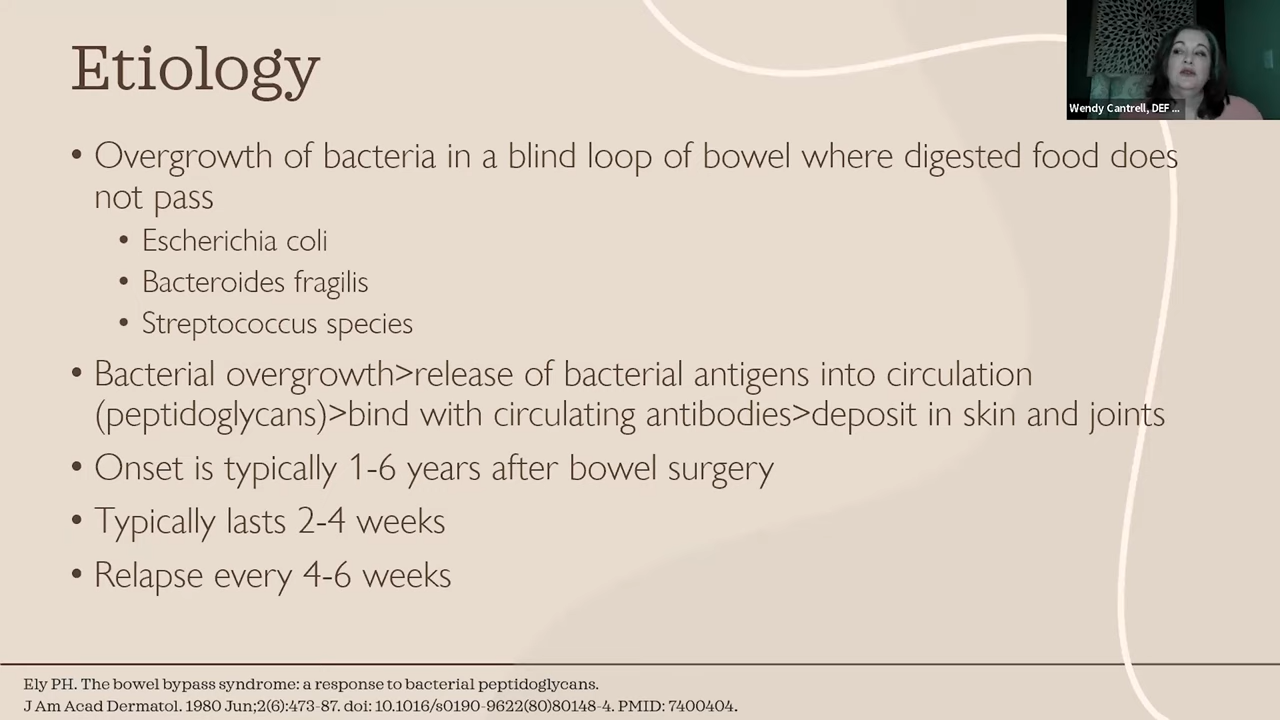 Etiology
Wendy Cantrell, DEF ...
• Overgrowth of bacteria in a blind loop of bowel where digested food does
not pass
• Escherichia coli
• Bacteroides fragilis
• Streptococcus species
• Bacterial overgrowth>release of bacterial antigens into circulation
(peptidoglycans)>bind with circulating antibodies>deposit in skin and joints
• Onset is typically 1-6 years after bowel surgery
• Typically lasts 2-4 weeks
• Relapse every 4-6 weeks
Ely PH. The bowel bypass syndrome: a response to bacterial peptidoglycans.
J Am Acad Dermatol. 1980 Jun;2(6):473-87. doi: 10.1016/s0190-9622(80)80148-4. PMID: 7400404.